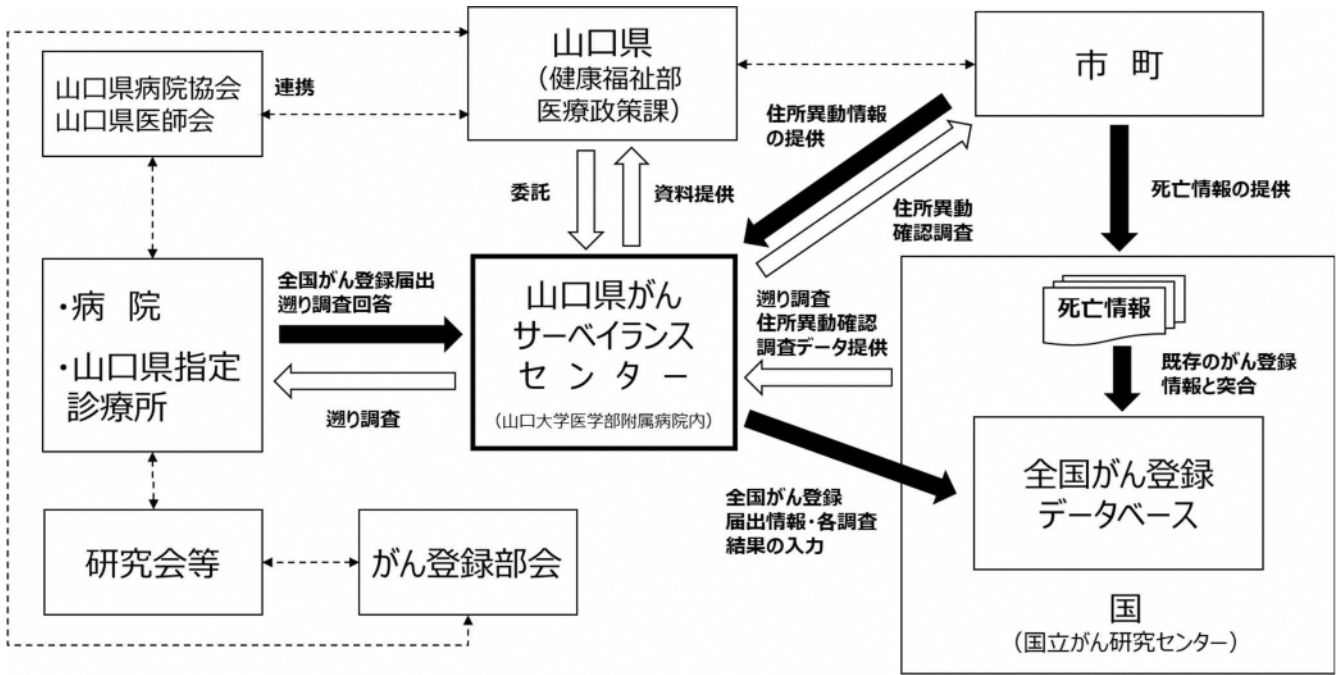 山口県病院協会
山口県医師会
連携
山口県
（健康福祉部
医療政策課）
市 町
住所異動情報
の提供
死亡情報の提供
委託
資料提供
住所異動
確認調査
・病 院
・山口県指定
診療所
全国がん登録届出
遡り調査回答
遡り調査
山口県がん
サーベイランス
センター
（山口大学医学部附属病院内）
遡り調査
住所異動確認
調査データ提供
死亡情報
既存のがん登録
情報と突合
全国がん登録
データベース
全国がん登録
届出情報・各調査
結果の入力
研究会等
がん登録部会
国
（国立がん研究センター）